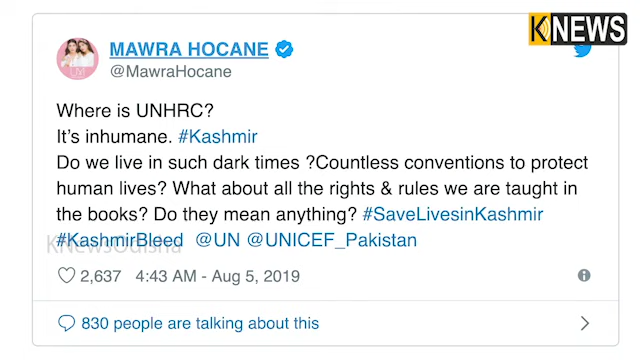 KNEWS
MAWRA HOCANE
@MawraHocane
Where is UNHRC?
It's inhumane. #Kashmir
Do we live in such dark times ?Countless conventions to protect
human lives? What about all the rights & rules we are taught in
the books? Do they mean anything? #SaveLivesinKashmir
#KashmirBleed @UN @UNICEF_Pakistan
KNewsOdisha
2,637 4:43 AM - Aug 5, 2019
830 people are talking about this